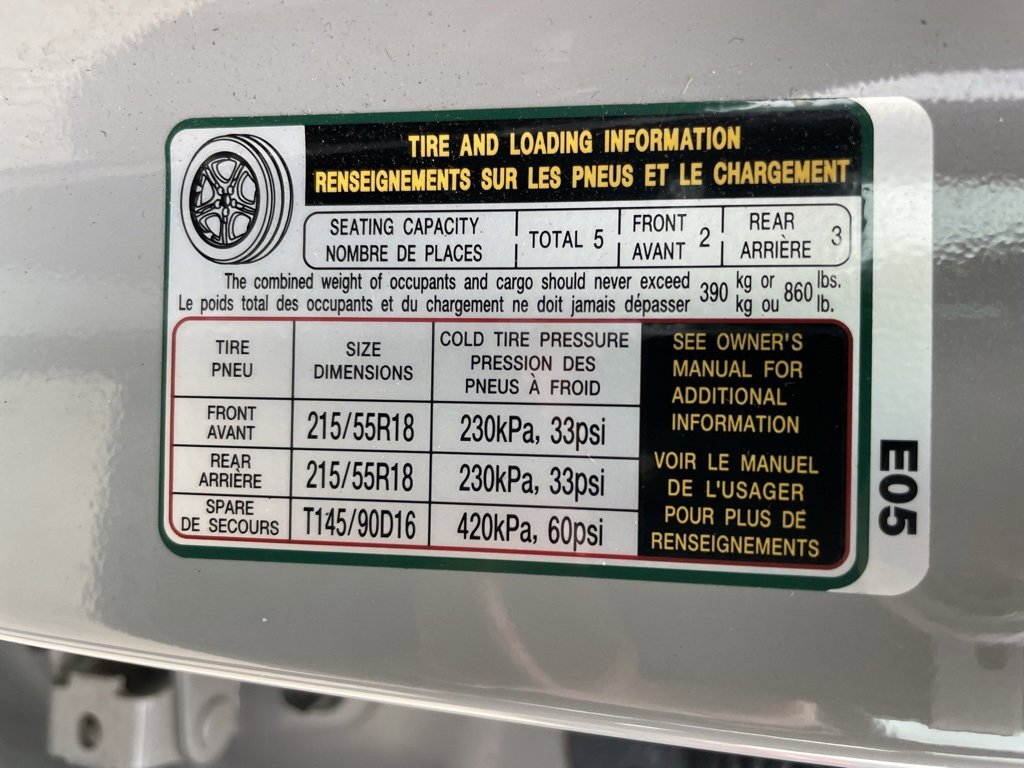 TIRE AND LOADING INFORMATION
RENSEIGNEMENTS SUR LES PNEUS ET LE CHARGEMENT
SEATING CAPACITY
NOMBRE DE PLACES
TOTAL 5
FRONT
AVANT
2
REAR
ARRIÈRE
3
The combined weight of occupants and cargo should never exceed
Le poids total des occupants et du chargement ne doit jamais dépasser
390
kg or
kg ou
860
lbs.
lb.
TIRE
PNEU
SIZE
DIMENSIONS
COLD TIRE PRESSURE
PRESSION DES
PNEUS À FROID
FRONT
AVANT
215/55R18
230kPa, 33psi
REAR
ARRIÈRE
215/55R18
230kPa, 33psi
SPARE
DE SECOURS
T145/90D16
420kPa, 60psi
SEE OWNER'S
MANUAL FOR
ADDITIONAL
INFORMATION
VOIR LE MANUEL
DE L'USAGER
POUR PLUS DE
RENSEIGNEMENTS
E05